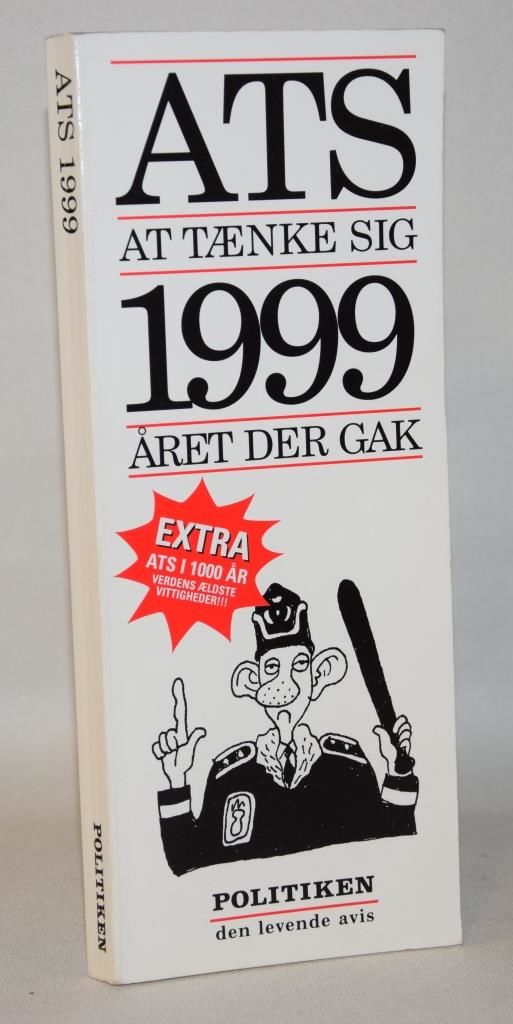 ATS
AT TÆNKE SIG
1999
ÅRET DER GAK
EXTRA
ATS I 1000 ÅR
VERDENS ÆLDSTE
VITTIGHEDER!!!
POLITIKEN
den levende avis
ATS 1999
POLITIKEN